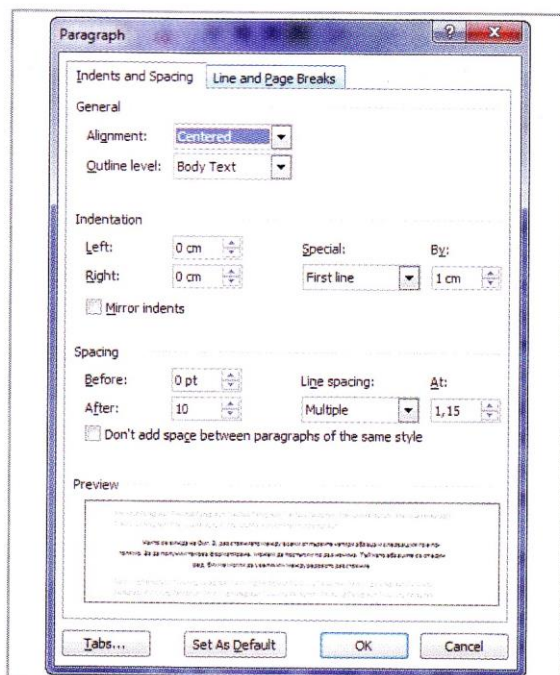 Paragraph
Indents and Spacing Line and Page Breaks
General
Alignment: Centered
Outline level: Body Text
Indentation
Left: 0 cm Special: By:
Right: 0 cm First line 1 cm
Mirror indents
Spacing
Before: 0 pt Line spacing: At:
After: 10 Multiple 1,15
Don't add space between paragraphs of the same style
Preview
Tabs... Set As Default OK Cancel